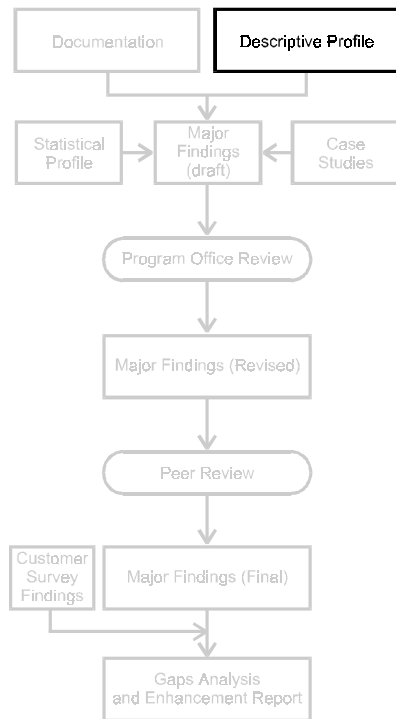 Documentation
Descriptive Profile
Statistical
Profile
Major
Findings
(draft)
Case
Studies
Program Office Review
Major Findings (Revised)
Peer Review
Customer
Survey
Findings
Major Findings (Final)
Gaps Analysis
and Enhancement Report